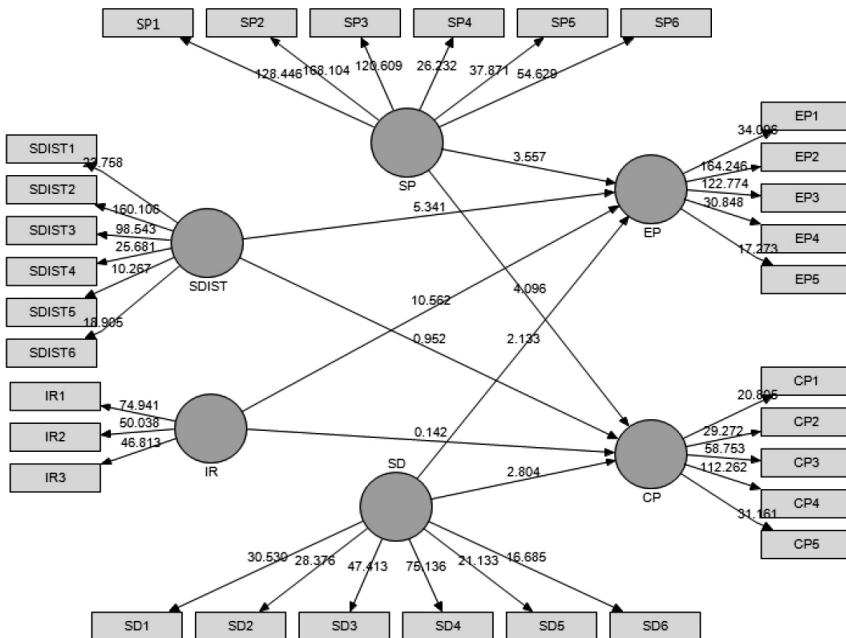 SP1 SP2 SP3 SP4 SP5 SP6
128.446 168.104 120.609 26.232 37.871 54.629
SP
SDIST1
SDIST2
SDIST3
SDIST4
SDIST5
SDIST6
22.758
160.106
98.543
25.681
10.267
18.905
SDIST
3.557
5.341
10.562
4.096
2.133
0.952
EP
34.096
164.246
122.774
30.848
17.273
EP1
EP2
EP3
EP4
EP5
IR1
IR2
IR3
74.941
50.038
46.813
IR
0.142
SD
2.804
CP
20.805
29.272
58.753
112.262
31.161
CP1
CP2
CP3
CP4
CP5
30.530 28.376 47.413 75.136 21.133 16.685
SD1 SD2 SD3 SD4 SD5 SD6